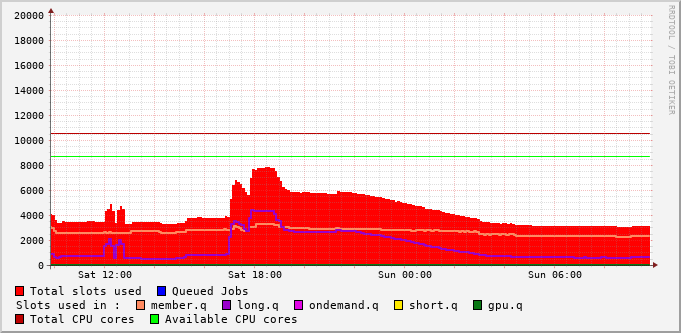 20000
18000
16000
14000
12000
10000
8000
6000
4000
2000
0
Sat 12:00 Sat 18:00 Sun 00:00 Sun 06:00
Total slots used Queued Jobs
Slots used in : member.q long.q ondemand.q short.q gpu.q
Total CPU cores Available CPU cores
RRDTOOL / TOBI OETIKER